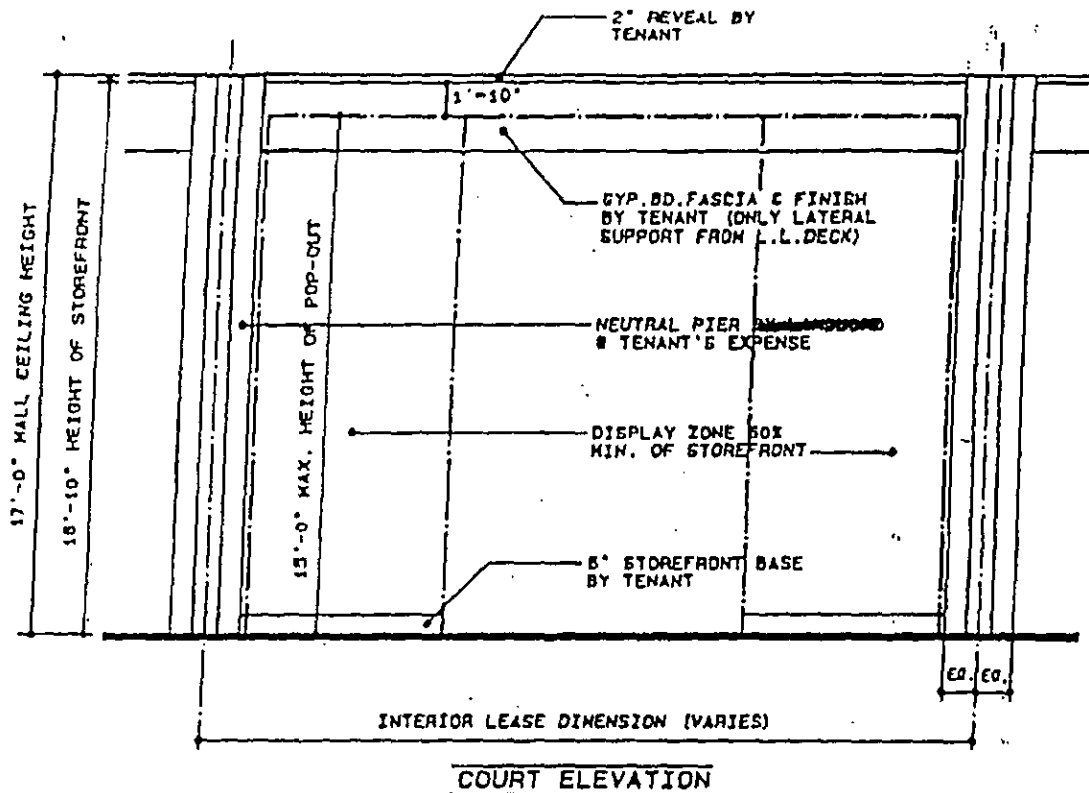 2" REVEAL BY
TENANT
1'-10"
GYP.BD.FASCIA & FINISH
BY TENANT (ONLY LATERAL
SUPPORT FROM L.L.DECK)
17'-0" MALL CEILING HEIGHT
16'-10" HEIGHT OF STOREFRONT
15'-0" MAX. HEIGHT OF POP-OUT
NEUTRAL PIER
@ TENANT'S EXPENSE
DISPLAY ZONE 50%
MIN. OF STOREFRONT
6" STOREFRONT BASE
BY TENANT
EQ. EQ.
INTERIOR LEASE DIMENSION (VARIES)
COURT ELEVATION